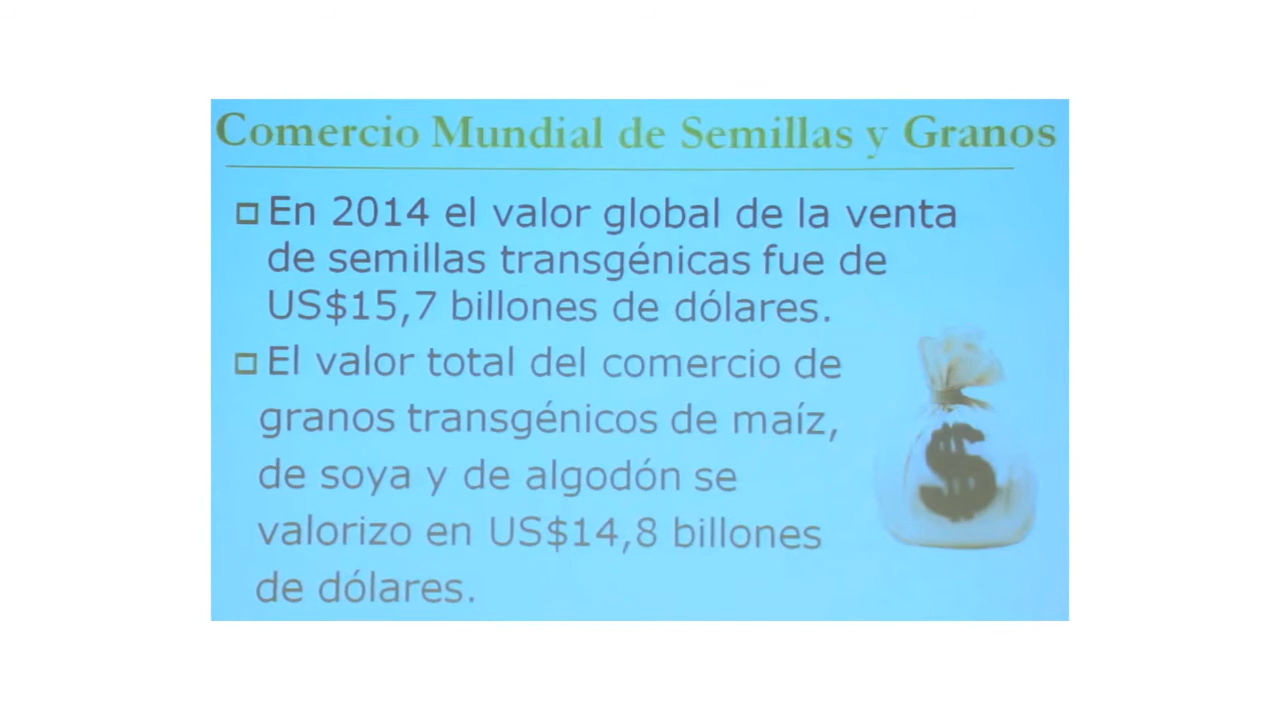 Comercio Mundial de Semillas y Granos
En 2014 el valor global de la venta
de semillas transgénicas fue de
US$15,7 billones de dólares.
El valor total del comercio de
granos transgénicos de maíz,
de soya y de algodón se
valorizo en US$14,8 billones
de dólares.
$